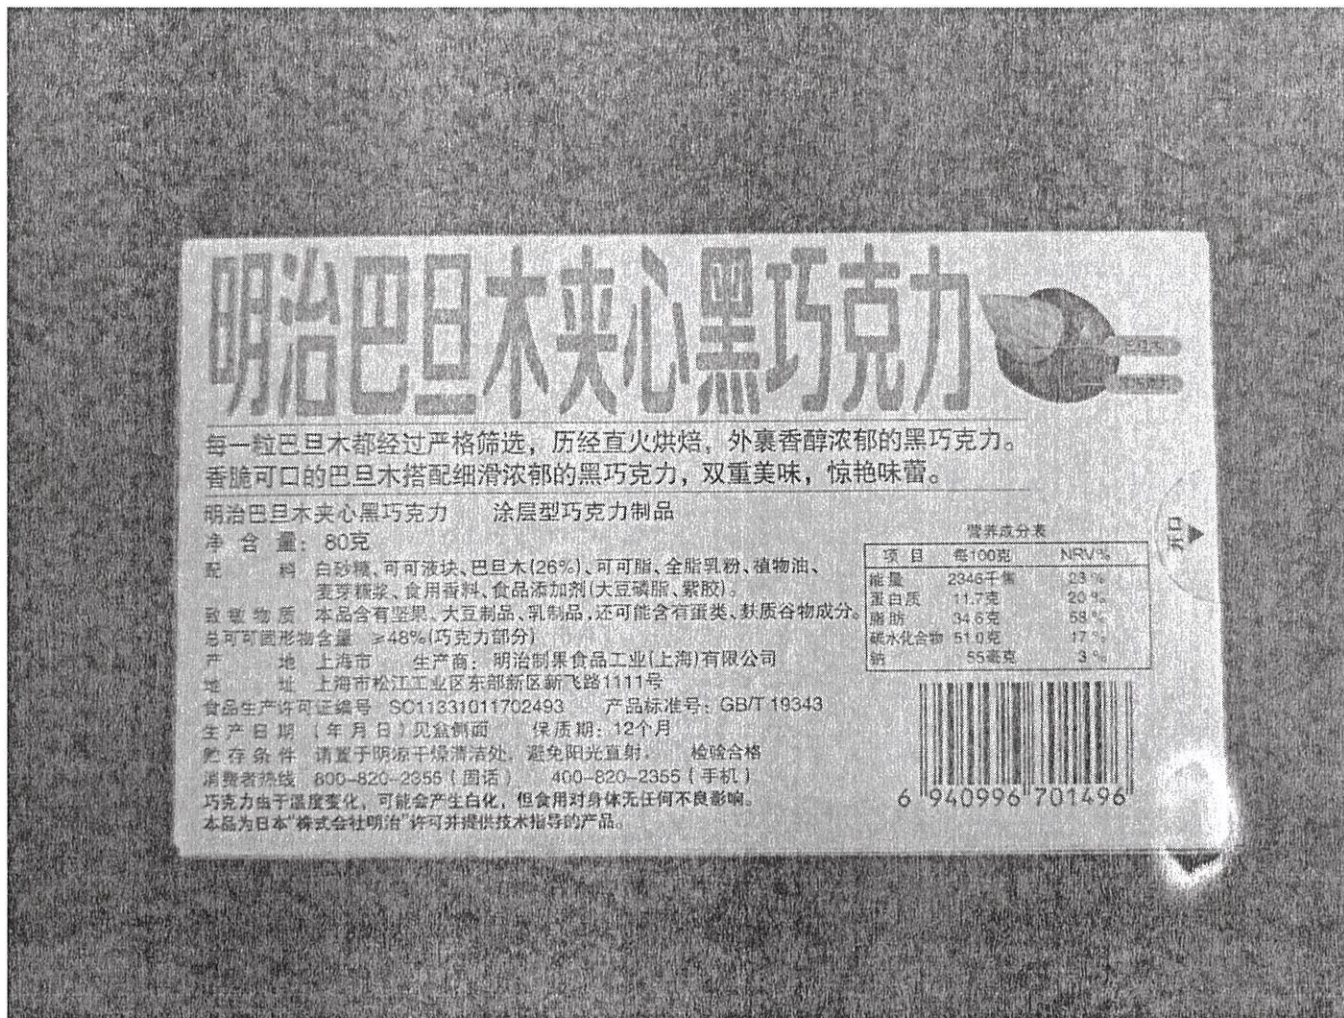 明治巴旦木夹心黑巧克力
每一粒巴旦木都经过严格筛选，历经直火烘焙，外裹香醇浓郁的黑巧克力。
香脆可口的巴旦木搭配细滑浓郁的黑巧克力，双重美味，惊艳味蕾。
明治巴旦木夹心黑巧克力 涂层型巧克力制品
净含量：80克
配料 白砂糖、可可液块、巴旦木(26%)、可可脂、全脂乳粉、植物油、
麦芽糖浆、食用香料、食品添加剂(大豆磷脂、紫胶)。
致敏物质 本品含有坚果、大豆制品、乳制品，还可能含有蛋类、麸质谷物成分。
总可可固形物含量 ≥48%(巧克力部分)
产地 上海市 生产商：明治制果食品工业(上海)有限公司
地址 上海市松江工业区东部新区新飞路1111号
食品生产许可证编号 SC11331011702493 产品标准号：GB/T 19343
生产日期 (年月日)见盒侧面 保质期：12个月
贮存条件 请置于阴凉干燥清洁处，避免阳光直射。 检验合格
消费者热线 800-820-2355(固话) 400-820-2355(手机)
巧克力由于温度变化，可能会产生白化，但食用对身体无任何不良影响。
本品为日本“株式会社明治”许可并提供技术指导的产品。
开口
营养成分表
项目 每100克 NRV%
能量 2346千焦 28%
蛋白质 11.7克 20%
脂肪 34.6克 58%
碳水化合物 51.0克 17%
钠 55毫克 3%
6 940996 701496